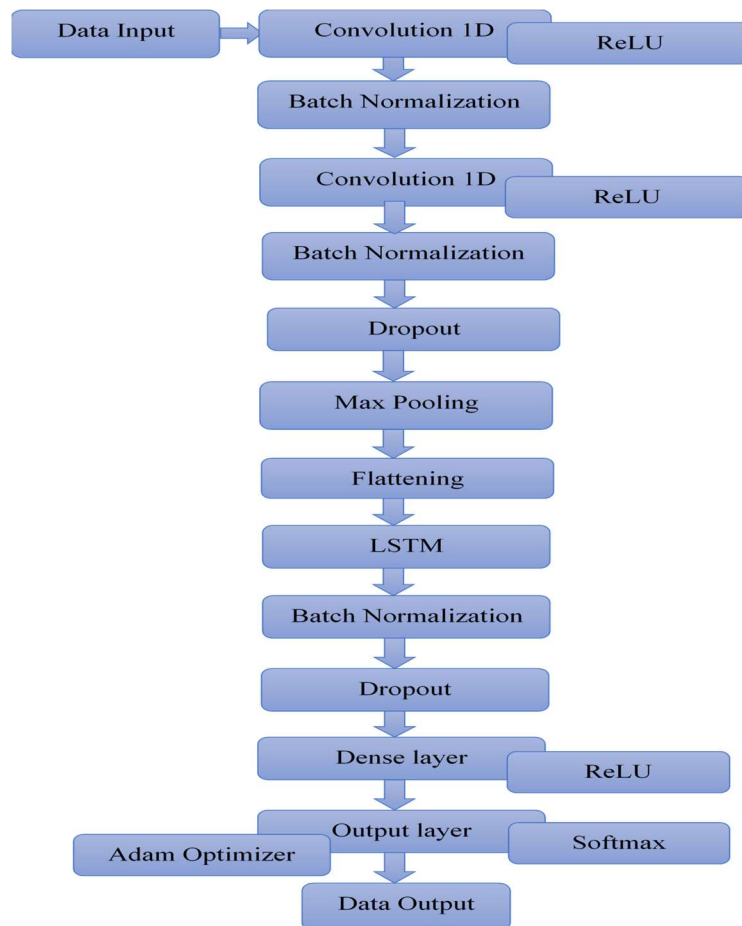 Data Input
Convolution 1D
ReLU
Batch Normalization
Convolution 1D
ReLU
Batch Normalization
Dropout
Max Pooling
Flattening
LSTM
Batch Normalization
Dropout
Dense layer
ReLU
Output layer
Softmax
Adam Optimizer
Data Output